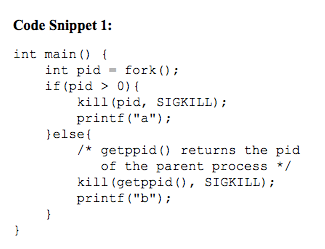 Code Snippet 1:
int main() {
    int pid = fork();
    if(pid > 0){
        kill(pid, SIGKILL);
        printf("a");
    }else{
        /* getppid() returns the pid
           of the parent process */
        kill(getppid(), SIGKILL);
        printf("b");
    }
}